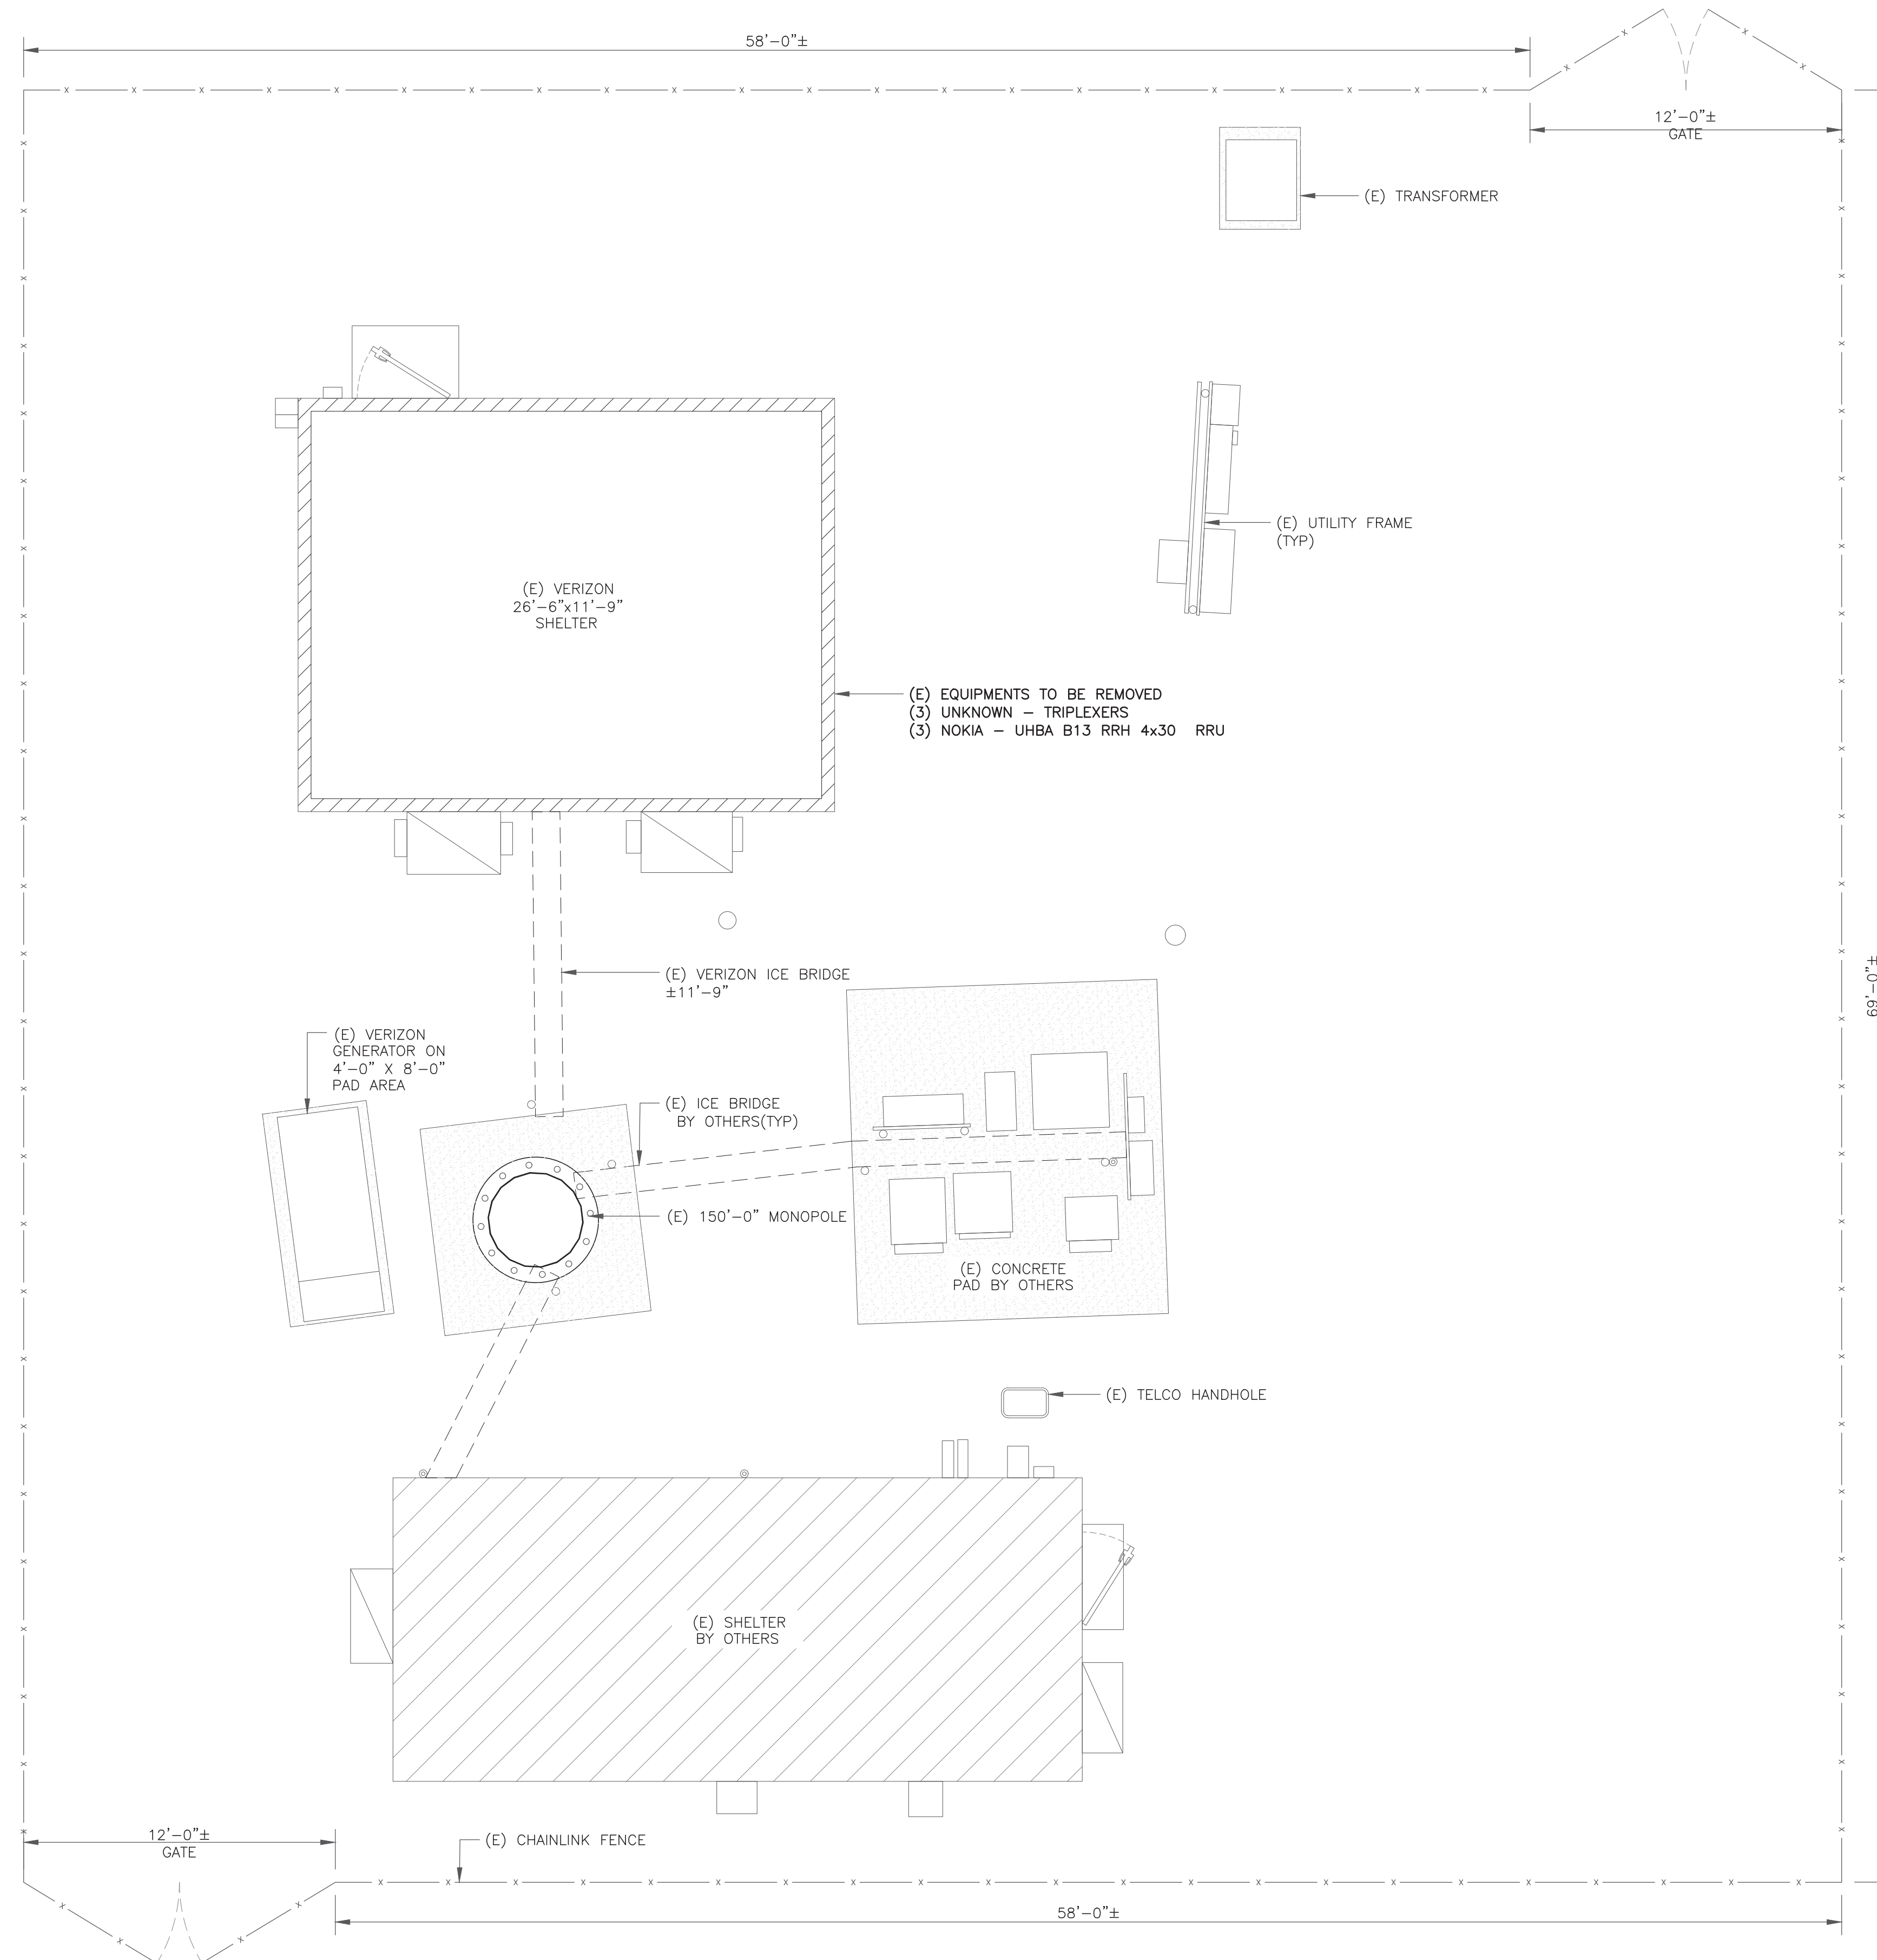 58'-0"±
12'-0"±
GATE
(E) TRANSFORMER
(E) UTILITY FRAME
(TYP)
(E) VERIZON
26'-6"x11'-9"
SHELTER
(E) EQUIPMENTS TO BE REMOVED
(3) UNKNOWN - TRIPLEXERS
(3) NOKIA - UHBA B13 RRH 4x30 RRU
(E) VERIZON ICE BRIDGE
±11'-9"
69'-0"±
(E) VERIZON
GENERATOR ON
4'-0" X 8'-0"
PAD AREA
(E) ICE BRIDGE
BY OTHERS(TYP)
(E) 150'-0" MONOPOLE
(E) CONCRETE
PAD BY OTHERS
(E) TELCO HANDHOLE
(E) SHELTER
BY OTHERS
12'-0"±
GATE
(E) CHAINLINK FENCE
58'-0"±